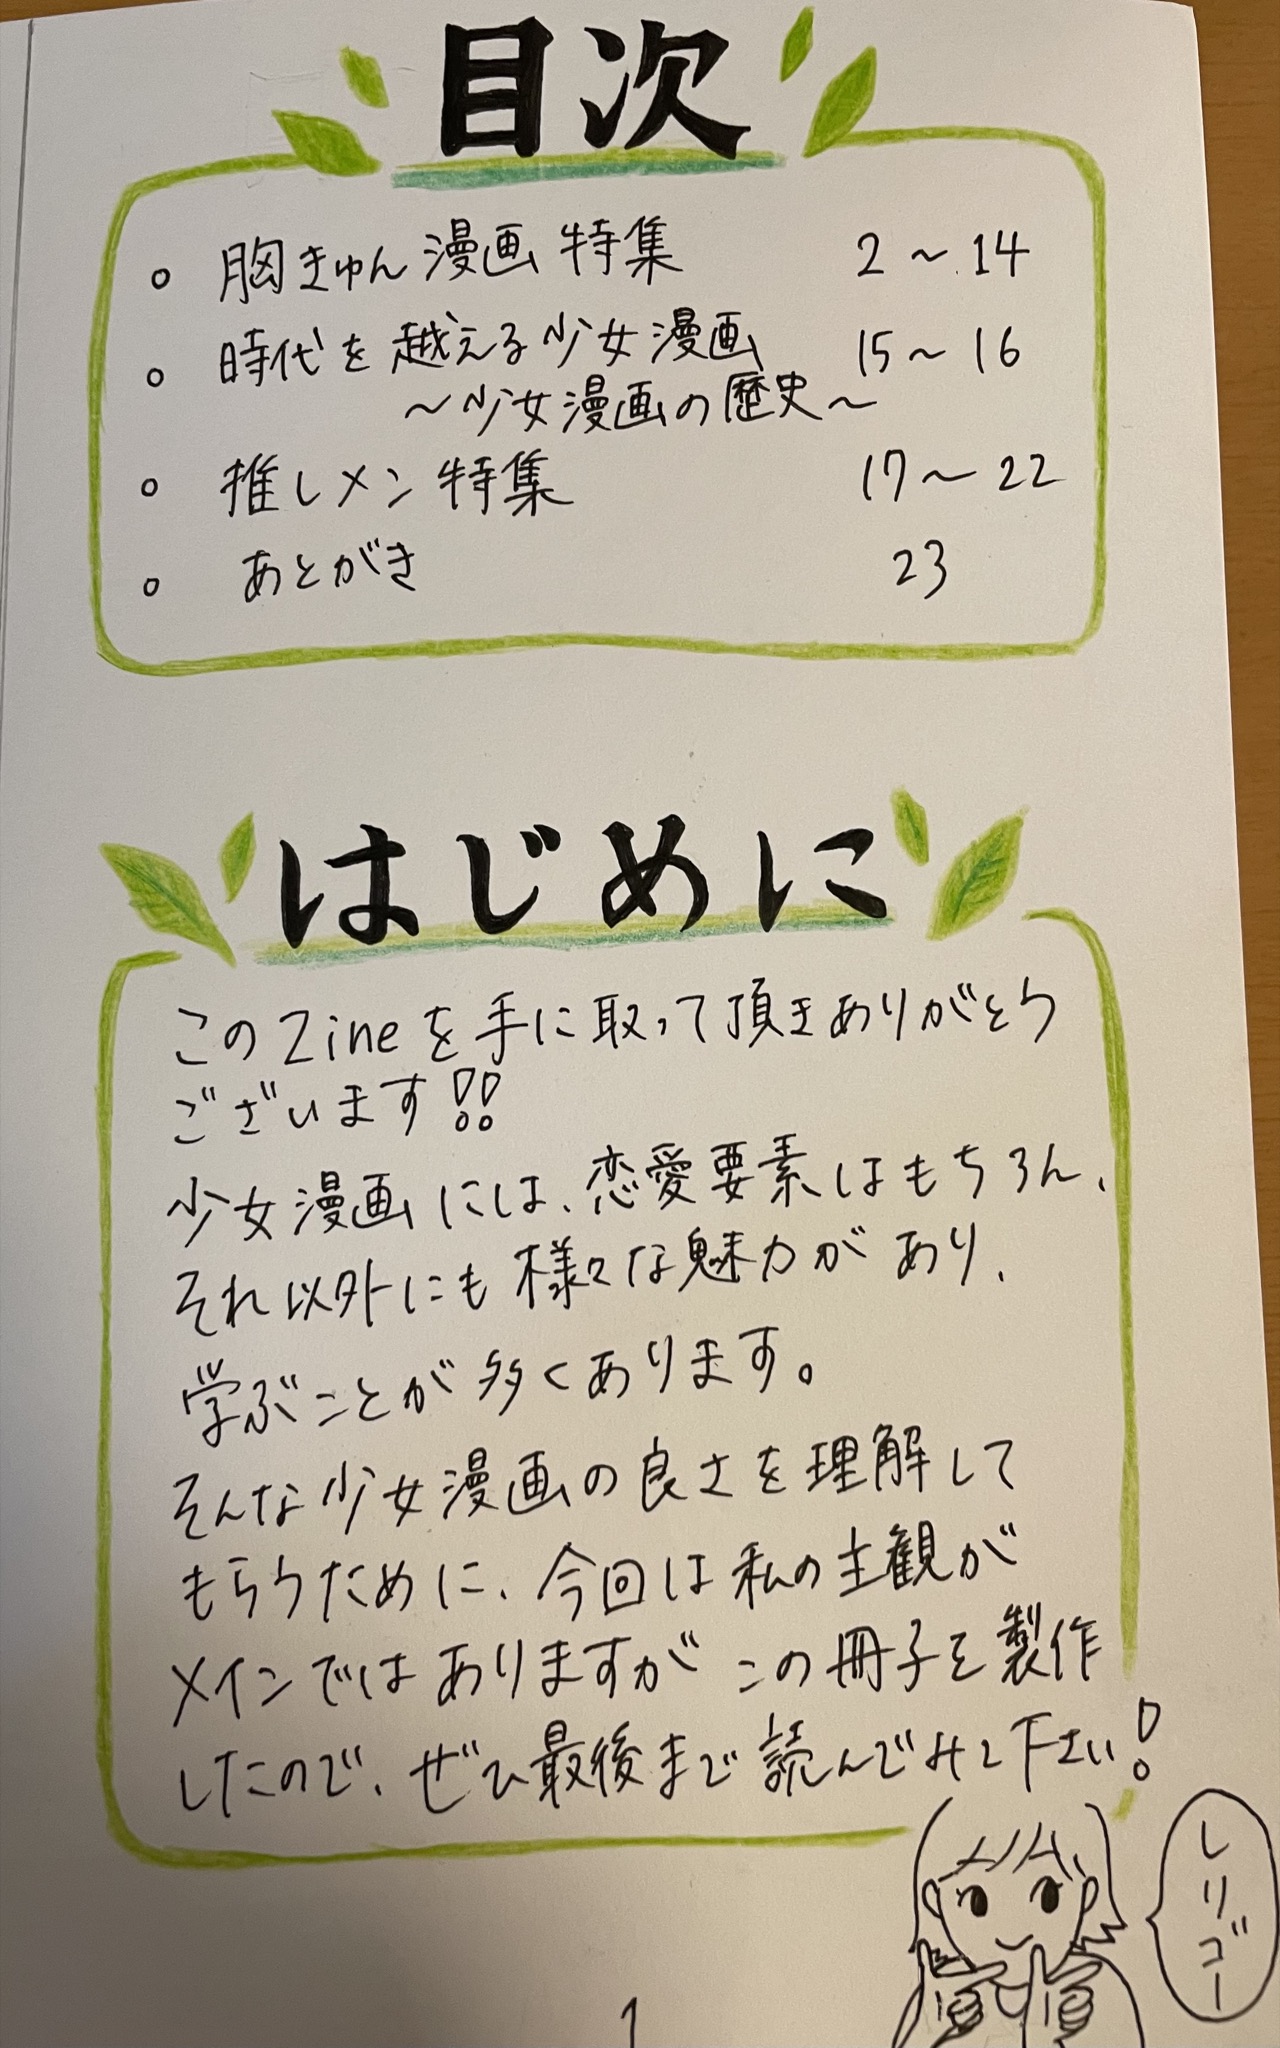 目次
。 胸きゅん漫画特集 2〜14
。 時代を越える少女漫画 15〜16
〜少女漫画の歴史〜
。 推しメン特集 17〜22
。 あとがき 23
はじめに
このZineを手に取って頂きありがとう
ございます!!
少女漫画には、恋愛要素はもちろん、
それ以外にも様々な魅力があり、
学ぶことが多くあります。
そんな少女漫画の良さを理解して
もらうために、今回は私の主観が
メインではありますがこの冊子を製作
したので、ぜひ最後まで読んでみて下さい!
レリゴー
1